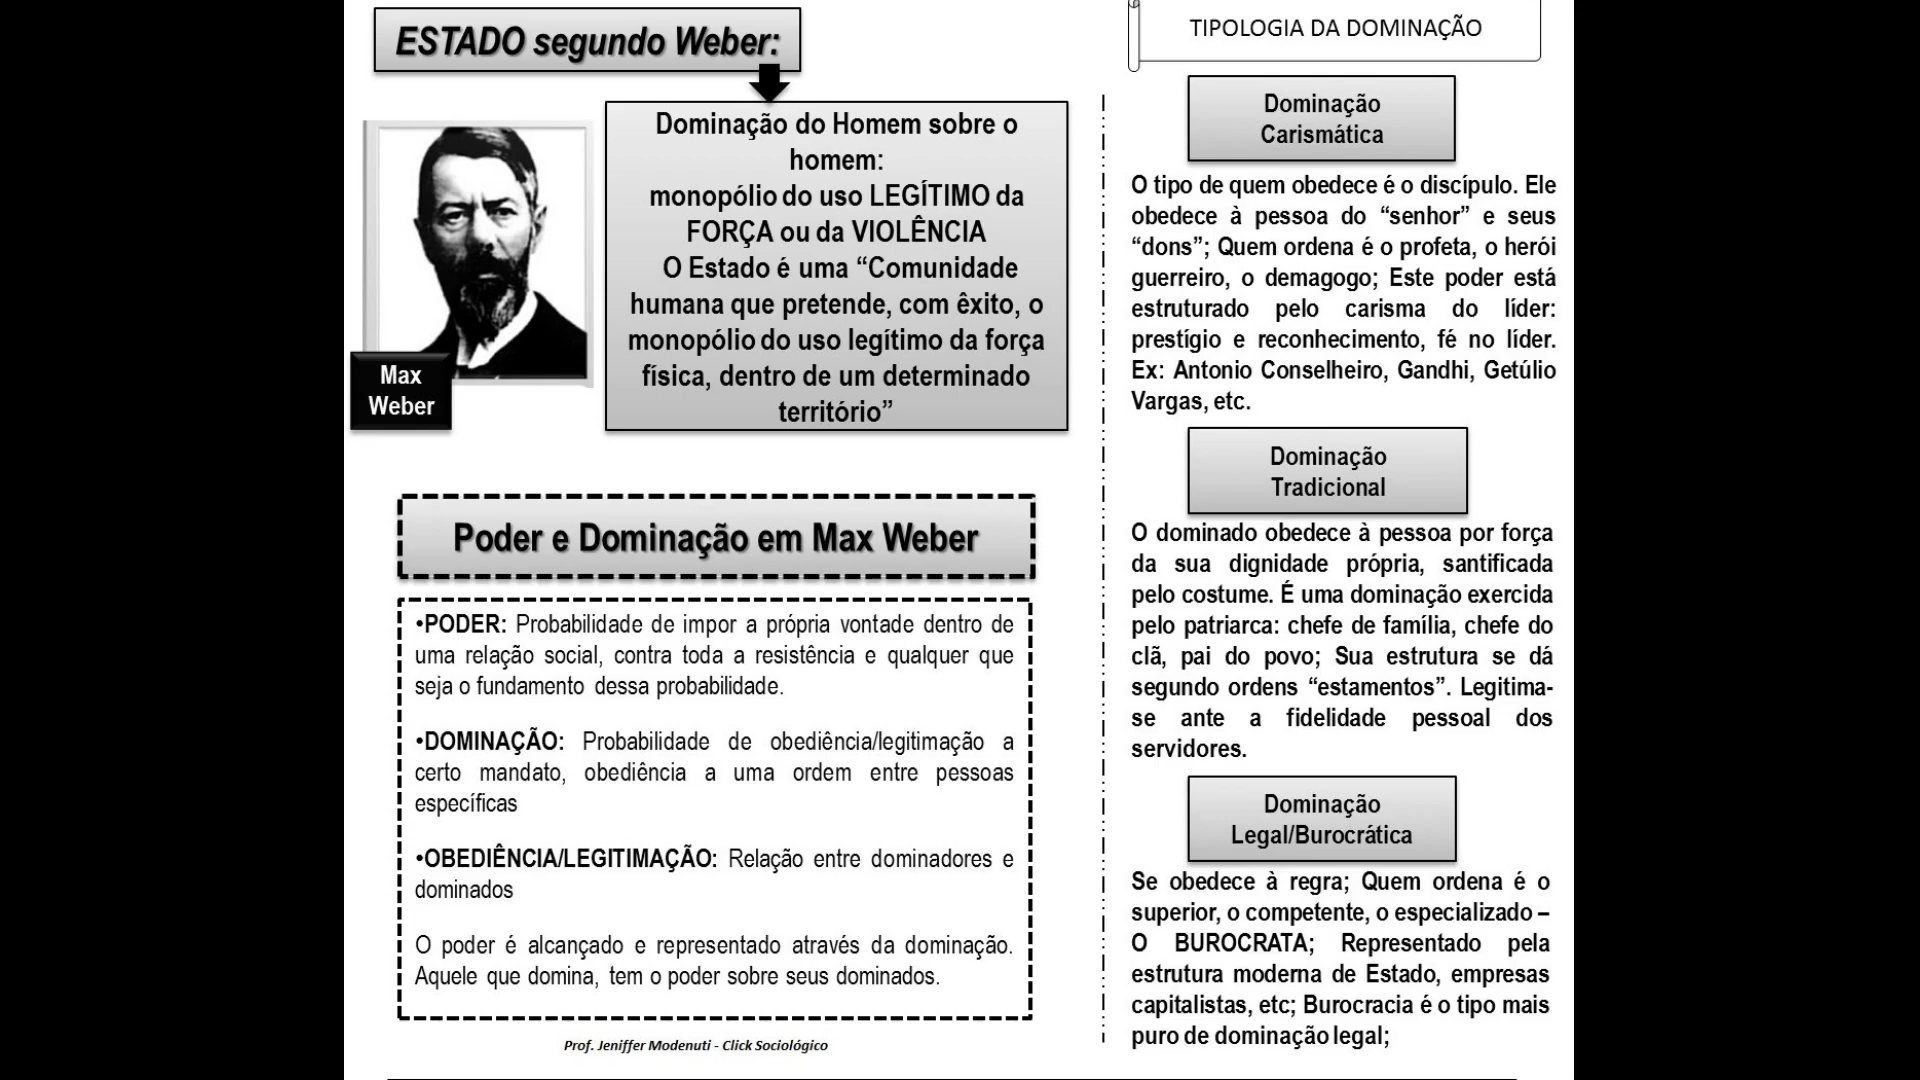 ESTADO segundo Weber:
Dominação do Homem sobre o
homem:
monopólio do uso LEGÍTIMO da
FORÇA ou da VIOLÊNCIA
O Estado é uma “Comunidade
humana que pretende, com êxito, o
monopólio do uso legítimo da força
física, dentro de um determinado
território”
Max
Weber
Poder e Dominação em Max Weber
•PODER: Probabilidade de impor a própria vontade dentro de
uma relação social, contra toda a resistência e qualquer que
seja o fundamento dessa probabilidade.
•DOMINAÇÃO: Probabilidade de obediência/legitimação a
certo mandato, obediência a uma ordem entre pessoas
específicas
•OBEDIÊNCIA/LEGITIMAÇÃO: Relação entre dominadores e
dominados
O poder é alcançado e representado através da dominação.
Aquele que domina, tem o poder sobre seus dominados.
Prof. Jeniffer Modenuti - Click Sociológico
TIPOLOGIA DA DOMINAÇÃO
Dominação
Carismática
O tipo de quem obedece é o discípulo. Ele
obedece à pessoa do “senhor” e seus
“dons”; Quem ordena é o profeta, o herói
guerreiro, o demagogo; Este poder está
estruturado pelo carisma do líder:
prestígio e reconhecimento, fé no líder.
Ex: Antonio Conselheiro, Gandhi, Getúlio
Vargas, etc.
Dominação
Tradicional
O dominado obedece à pessoa por força
da sua dignidade própria, santificada
pelo costume. É uma dominação exercida
pelo patriarca: chefe de família, chefe do
clã, pai do povo; Sua estrutura se dá
segundo ordens “estamentos”. Legitima-
se ante a fidelidade pessoal dos
servidores.
Dominação
Legal/Burocrática
Se obedece à regra; Quem ordena é o
superior, o competente, o especializado –
O BUROCRATA; Representado pela
estrutura moderna de Estado, empresas
capitalistas, etc; Burocracia é o tipo mais
puro de dominação legal;